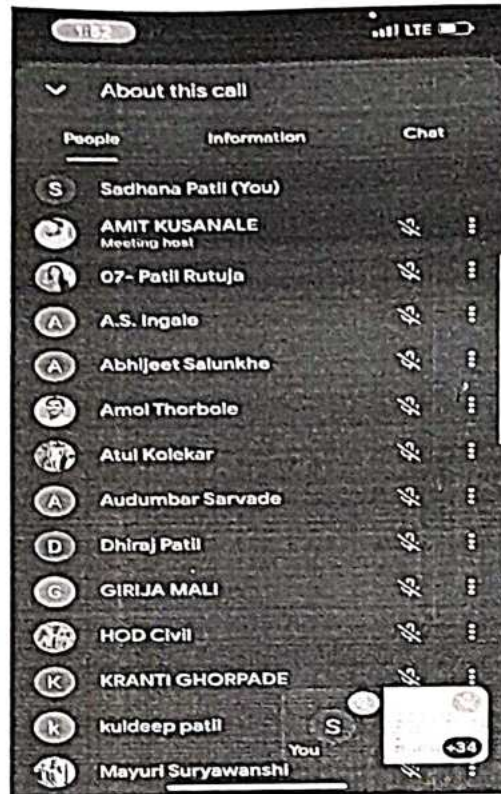 LTE
About this call
People Information Chat
S Sadhana Patil (You)
AMIT KUSANALE
Meeting host
07- Patil Rutuja
A A.S. Ingale
A Abhijeet Salunkhe
Amol Thorbole
Atul Kolekar
A Audumbar Sarvade
D Dhiraj Patil
G GIRIJA MALI
HOD Civil
K KRANTI GHORPADE
k kuldeep patil
S
You
+34
Mayuri Suryawanshi